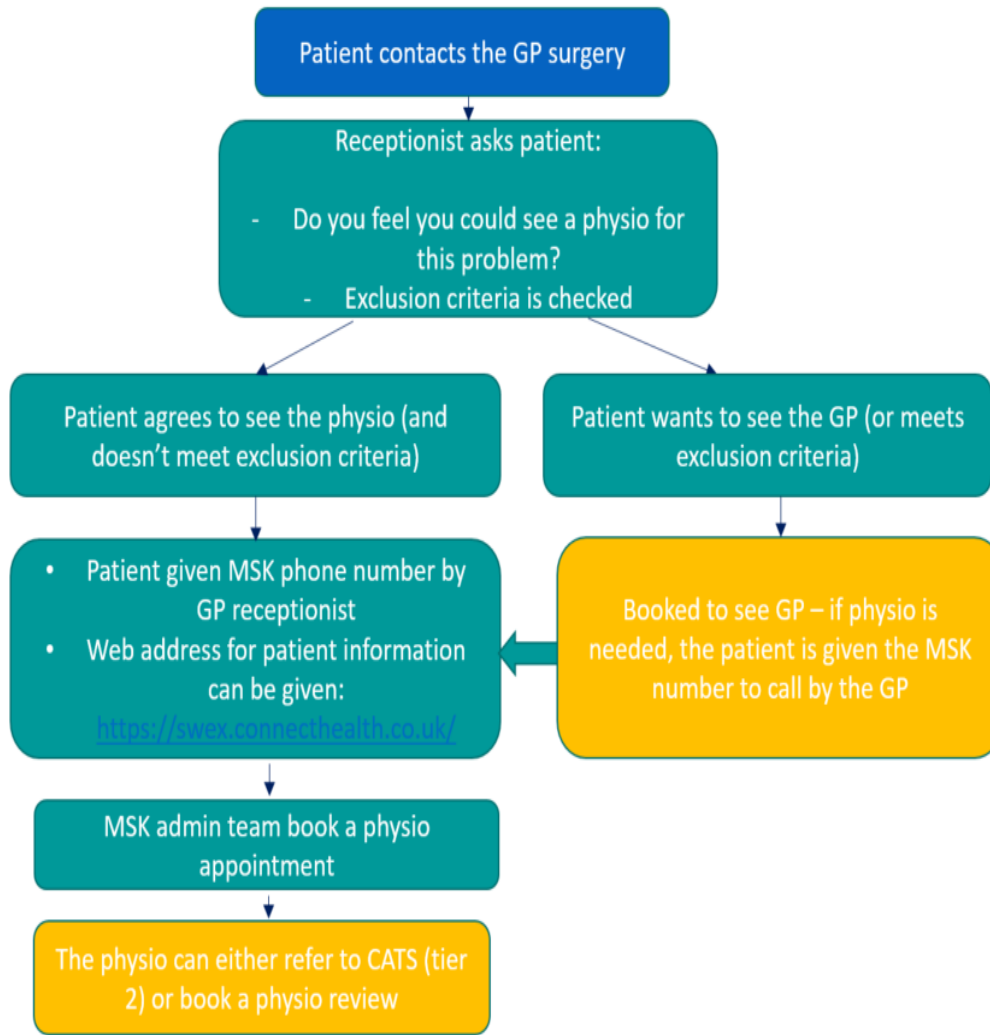 Patient contacts the GP surgery
Receptionist asks patient:
- Do you feel you could see a physio for
this problem?
- Exclusion criteria is checked
Patient agrees to see the physio (and
doesn't meet exclusion criteria)
Patient wants to see the GP (or meets
exclusion criteria)
• Patient given MSK phone number by
GP receptionist
• Web address for patient information
can be given:
https://swex.connecthealth.co.uk/
Booked to see GP – if physio is
needed, the patient is given the MSK
number to call by the GP
MSK admin team book a physio
appointment
The physio can either refer to CATS (tier
2) or book a physio review